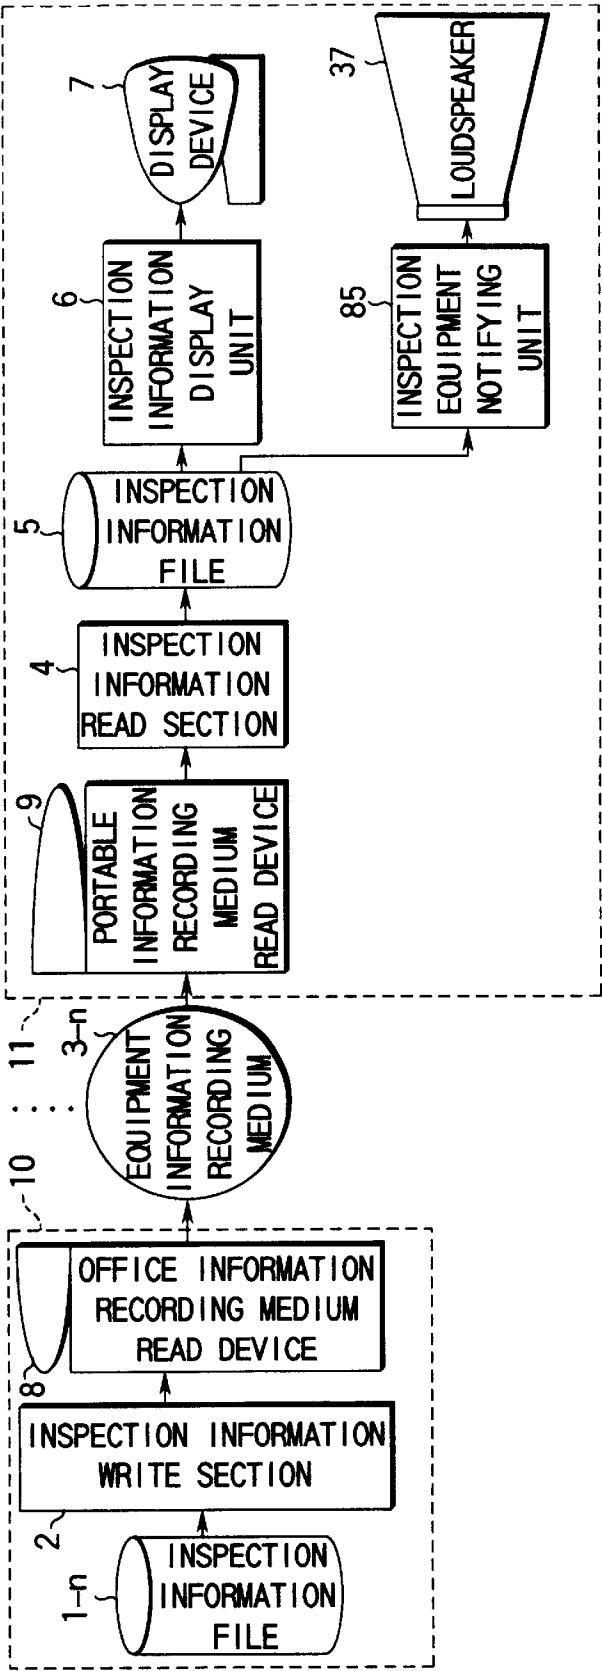 10
1-n
INSPECTION
INFORMATION
FILE
2
INSPECTION INFORMATION
WRITE SECTION
8
OFFICE INFORMATION
RECORDING MEDIUM
READ DEVICE
....
3-n
EQUIPMENT
INFORMATION
RECORDING
MEDIUM
11
9
PORTABLE
INFORMATION
RECORDING
MEDIUM
READ DEVICE
4
INSPECTION
INFORMATION
READ SECTION
5
INSPECTION
INFORMATION
FILE
6
INSPECTION
INFORMATION
DISPLAY
UNIT
7
DISPLAY
DEVICE
85
INSPECTION
EQUIPMENT
NOTIFYING
UNIT
37
LOUDSPEAKER